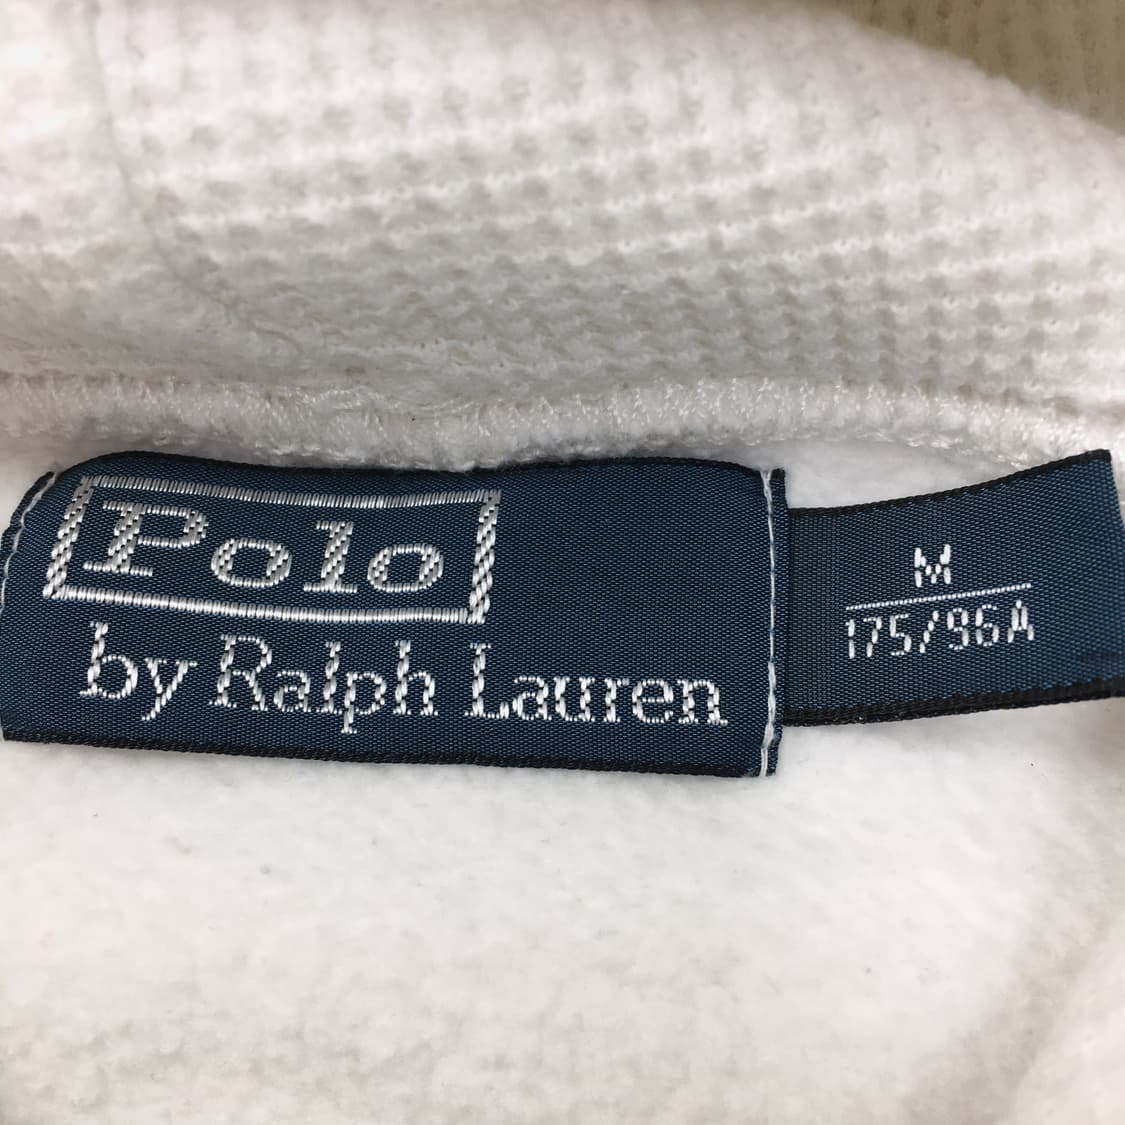 Polo
by Ralph Lauren
M
175/96A